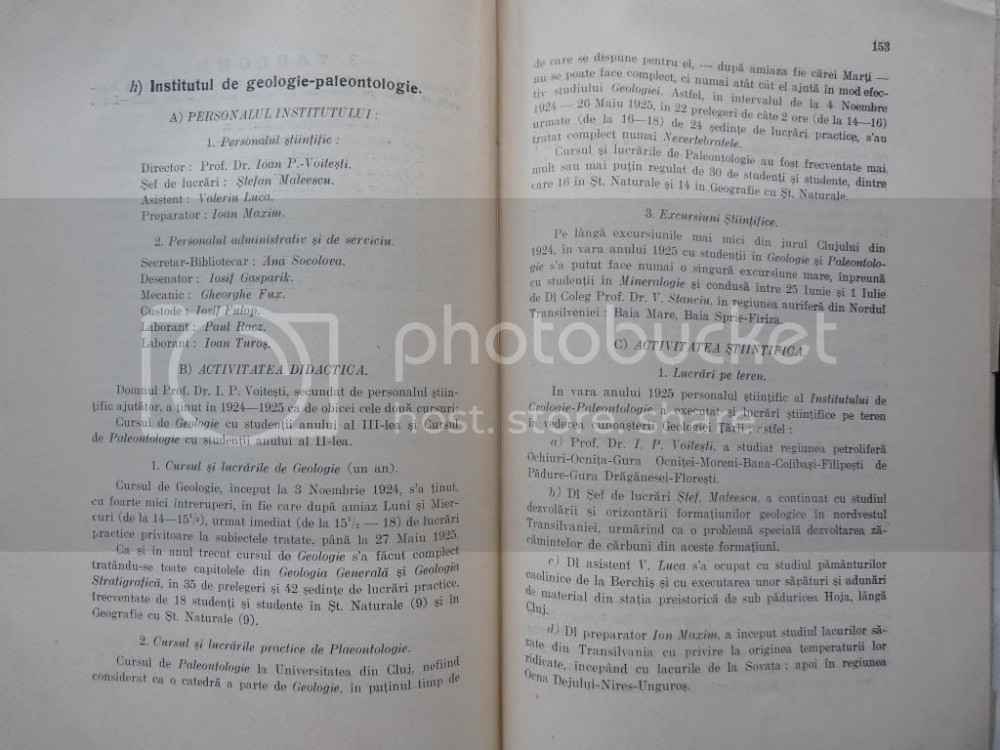 h) Institutul de geologie-paleontologie.
A) PERSONALUL INSTITUTULUI :
1. Personalul științific :
Director : Prof. Dr. Ioan P.-Voitești.
Șef de lucrări : Ștefan Mateescu.
Asistent : Valeriu Luca.
Preparator : Ioan Maxim.
2. Personalul administrativ și de serviciu.
Secretar-Bibliotecar : Ana Socolova.
Desenator : Iosif Gasparik.
Mecanic : Gheorghe Fux.
Custode : Iosif Fülop.
Laborant : Paul Racz.
Laborant : Ioan Turoș.
B) ACTIVITATEA DIDACTICA.
Domnul Prof. Dr. I. P. Voitești, secundat de personalul știin-
țific ajutător, a ținut în 1924—1925 ca de obicei cele două cursuri:
Cursul de Geologie cu studenții anului al III-lea și Cursul
de Paleontologie cu studenții anului al II-lea.
1. Cursul și lucrările de Geologie (un an).
Cursul de Geologie, început la 3 Noembrie 1924, s'a ținut,
cu foarte mici intreruperi, în fie care după amiaz Luni și Mier-
curi (de la 14—15½), urmat imediat (de la 15½ — 18) de lucrări
practice privitoare la subiectele tratate, până la 27 Maiu 1925.
Ca și in anul trecut cursul de Geologie s'a făcut complect
tratându-se toate capitolele din Geologia Generală și Geologia
Stratigrafică, în 35 de prelegeri și 42 ședințe de lucrări practice,
frecventate de 18 studenți și studente în Șt. Naturale (9) și în
Geografie cu Șt. Naturale (9).
2. Cursul și lucrările practice de Plaeontologie.
Cursul de Paleontologie la Universitatea din Cluj, nefiind
considerat ca o catedră a parte de Geologie, în puținul timp de
153
de care se dispune pentru el, — după amiaza fie cărei Marți —
nu se poate face complect, ci numai atât cât el ajută în mod efec-
tiv studiului Geologiei. Astfel, in intervalul de la 4 Noembre
1924 — 26 Maiu 1925, în 22 prelegeri de câte 2 ore (de la 14—16)
urmate (de la 16—18) de 24 ședințe de lucrări practice, s'au
tratat complect numai Nevertebratele.
Cursul și lucrările de Paleontologie au fost frecventate mai
mult sau mai puțin regulat de 30 de studenți și studente, dintre
care 16 în Șt. Naturale și 14 în Geografie cu Șt. Naturale.
3. Excursiuni Științifice.
Pe lângă excursiunile mai mici din jurul Clujului din
1924, in vara anului 1925 cu studenții în Geologie și Paleontolo-
gie s'a putut face numai o singură excursiune mare, împreună
cu studenții in Mineralogie și condusă între 25 Iunie și 1 Iulie
de Dl Coleg Prof. Dr. V. Stanciu, in regiunea auriferă din Nordul
Transilveniei : Baia Mare, Baia Sprie-Firiza.
C) ACTIVITATEA ȘTIINTIFICA
1. Lucrări pe teren.
In vara anului 1925 personalul științific al Institutului de
Geologie-Paleontologie a executat și lucrări științifice pe teren
in vederea cunoașterii Geologiei Țării; astfel :
a) Prof. Dr. I. P. Voitești, a studiat regiunea petroliferă
Ochiuri-Ocnița-Gura Ocniței-Moreni-Bana-Colibași-Filipești de
Pădure-Gura Drăgănesei-Florești.
b) Dl Șef de lucrări Ștef. Mateescu, a continuat cu studiul
dezvolării și orizontării formațiunilor geologice in nordvestul
Transilvaniei, urmărind ca o problemă specială dezvoltarea ză-
cămintelor de cărbuni din aceste formațiuni.
c) Dl asistent V. Luca s'a ocupat cu studiul pământurilor
caolinice de la Berchiș și cu executarea unor săpături și adunări
de material din stația preistorică de sub păduricea Hoja, lângă
Cluj.
d) Dl preparator Ion Maxim, a început studiul lacurilor să-
rate din Transilvania cu privire la originea temperaturii lor
ridicate, începând cu lacurile de la Sovata ; apoi in regiunea
Ocna Dejului-Nires-Unguroș.
photobucket
host. store. share.